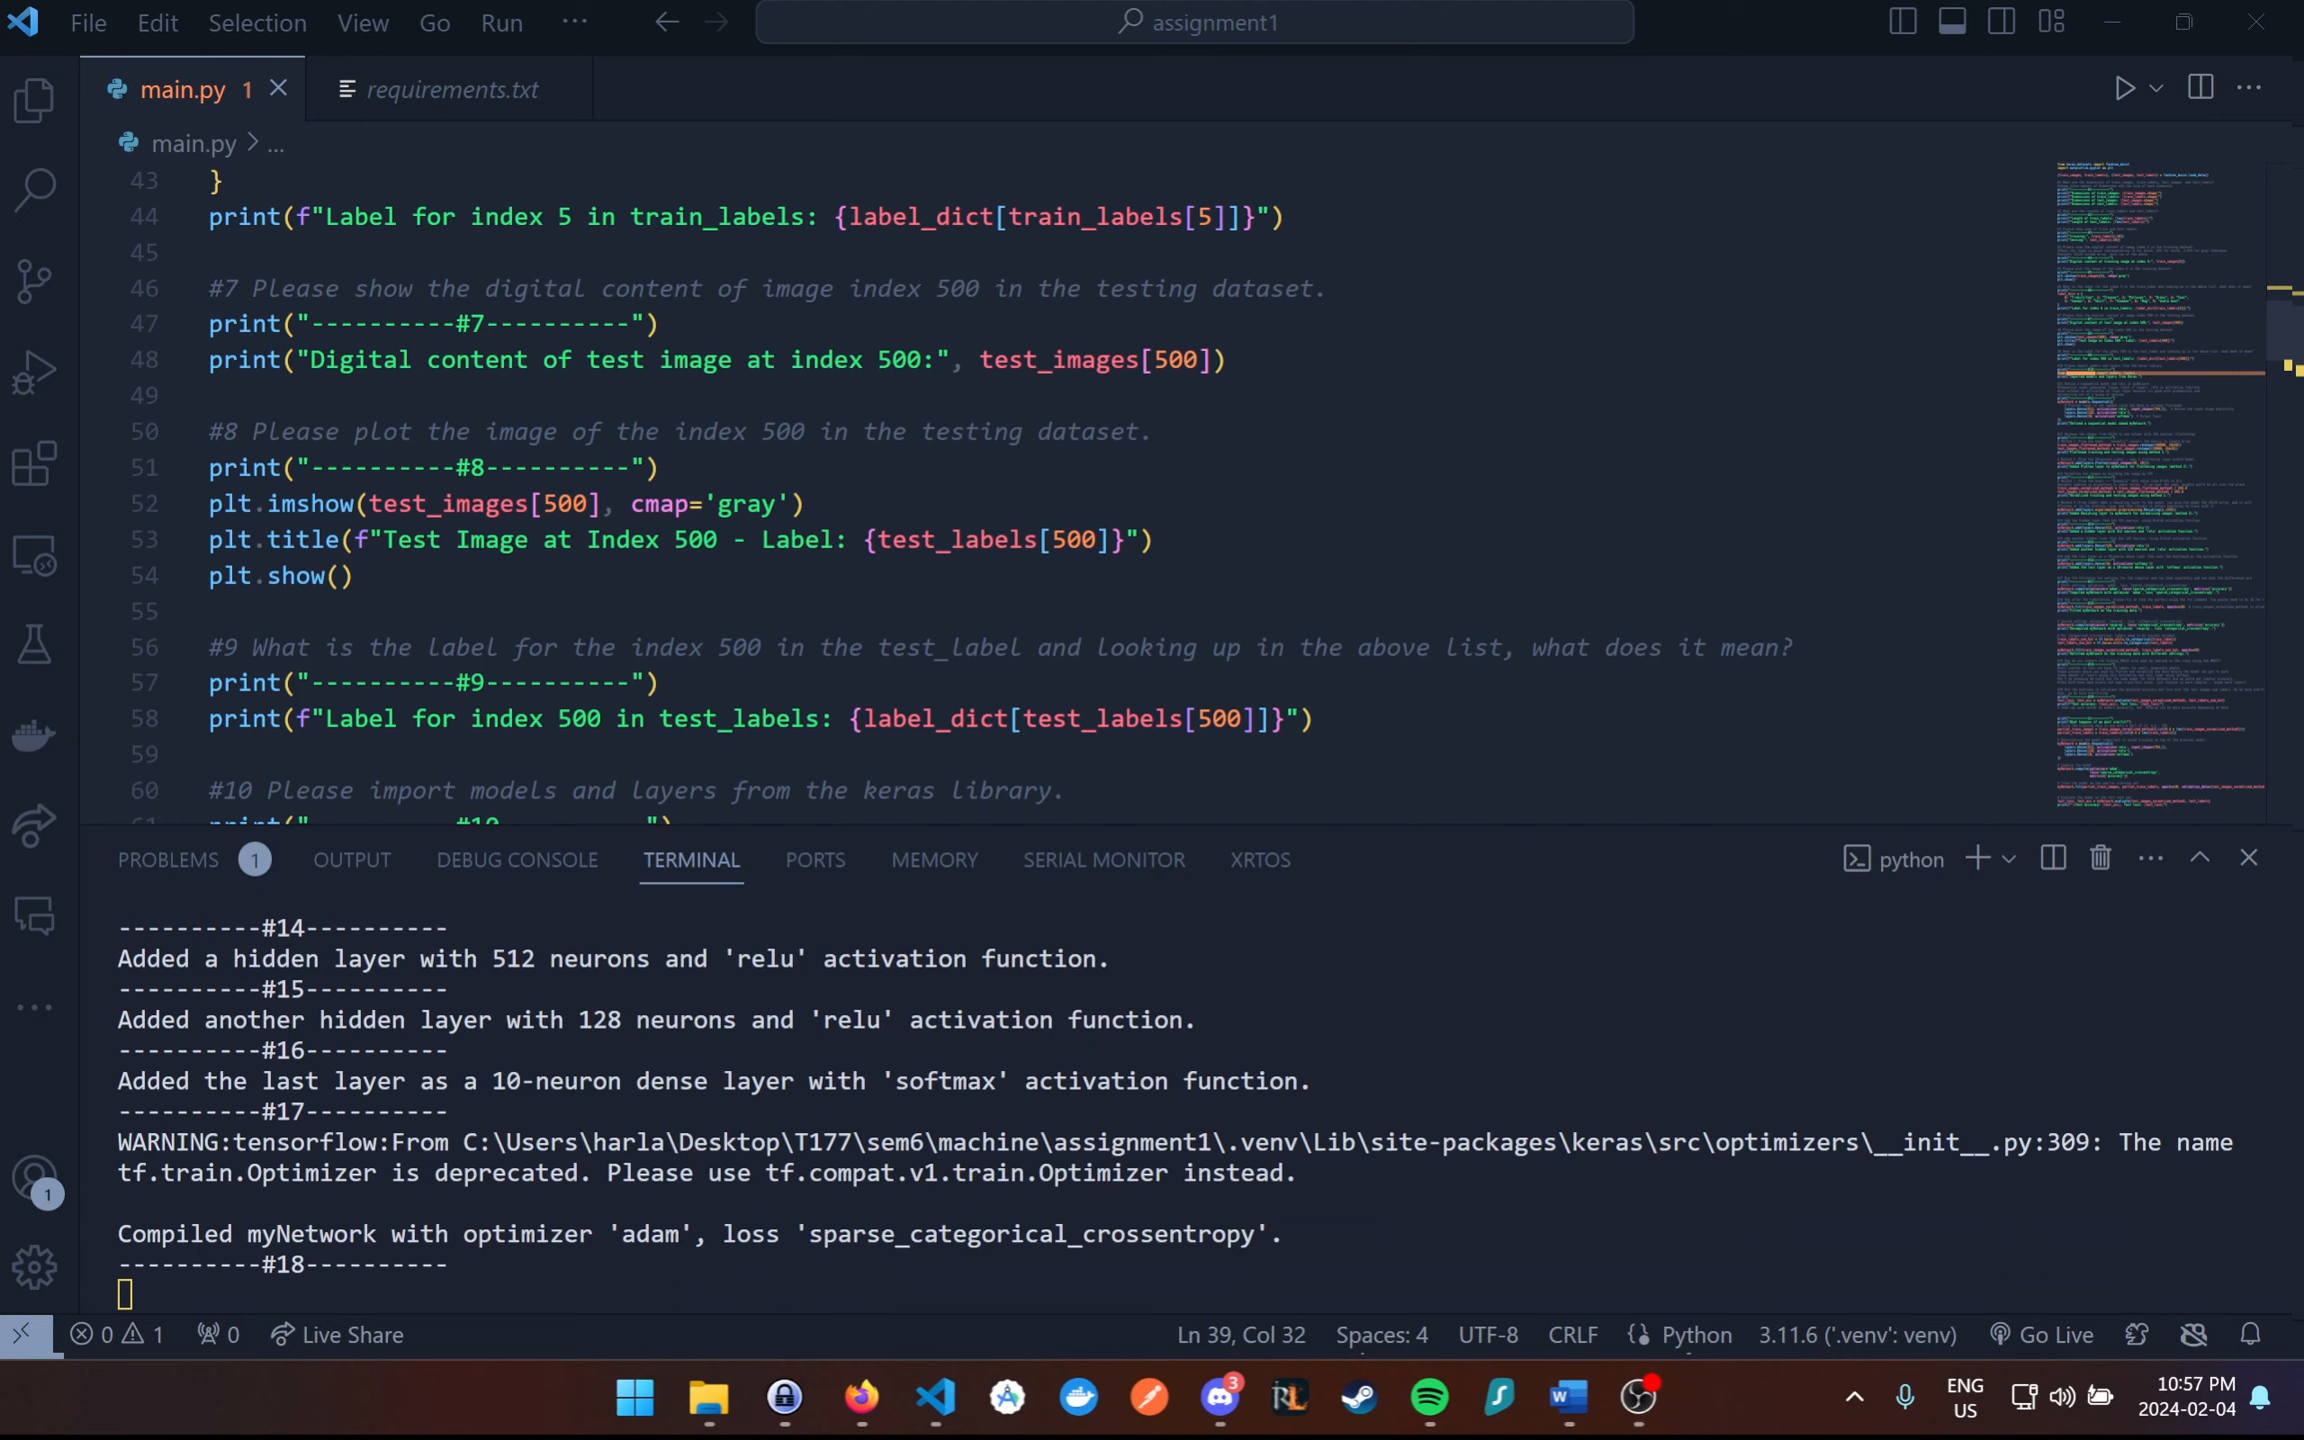 File Edit Selection View Go Run ... assignment1
main.py 1 requirements.txt
main.py > ...
43 }
44 print(f"Label for index 5 in train_labels: {label_dict[train_labels[5]]}")
45
46 #7 Please show the digital content of image index 500 in the testing dataset.
47 print("----------#7----------")
48 print("Digital content of test image at index 500:", test_images[500])
49
50 #8 Please plot the image of the index 500 in the testing dataset.
51 print("----------#8----------")
52 plt.imshow(test_images[500], cmap='gray')
53 plt.title(f"Test Image at Index 500 - Label: {test_labels[500]}")
54 plt.show()
55
56 #9 What is the label for the index 500 in the test_label and looking up in the above list, what does it mean?
57 print("----------#9----------")
58 print(f"Label for index 500 in test_labels: {label_dict[test_labels[500]]}")
59
60 #10 Please import models and layers from the keras library.
61 print("----------#10----------")
PROBLEMS 1 OUTPUT DEBUG CONSOLE TERMINAL PORTS MEMORY SERIAL MONITOR XRTOS python
----------#14----------
Added a hidden layer with 512 neurons and 'relu' activation function.
----------#15----------
Added another hidden layer with 128 neurons and 'relu' activation function.
----------#16----------
Added the last layer as a 10-neuron dense layer with 'softmax' activation function.
----------#17----------
WARNING:tensorflow:From C:\Users\harla\Desktop\T177\sem6\machine\assignment1\.venv\Lib\site-packages\keras\src\optimizers\__init__.py:309: The name
tf.train.Optimizer is deprecated. Please use tf.compat.v1.train.Optimizer instead.
Compiled myNetwork with optimizer 'adam', loss 'sparse_categorical_crossentropy'.
----------#18----------
1
0 1 0 Live Share Ln 39, Col 32 Spaces: 4 UTF-8 CRLF Python 3.11.6 ('.venv': venv) Go Live
3 RL W ENG 10:57 PM
US 2024-02-04